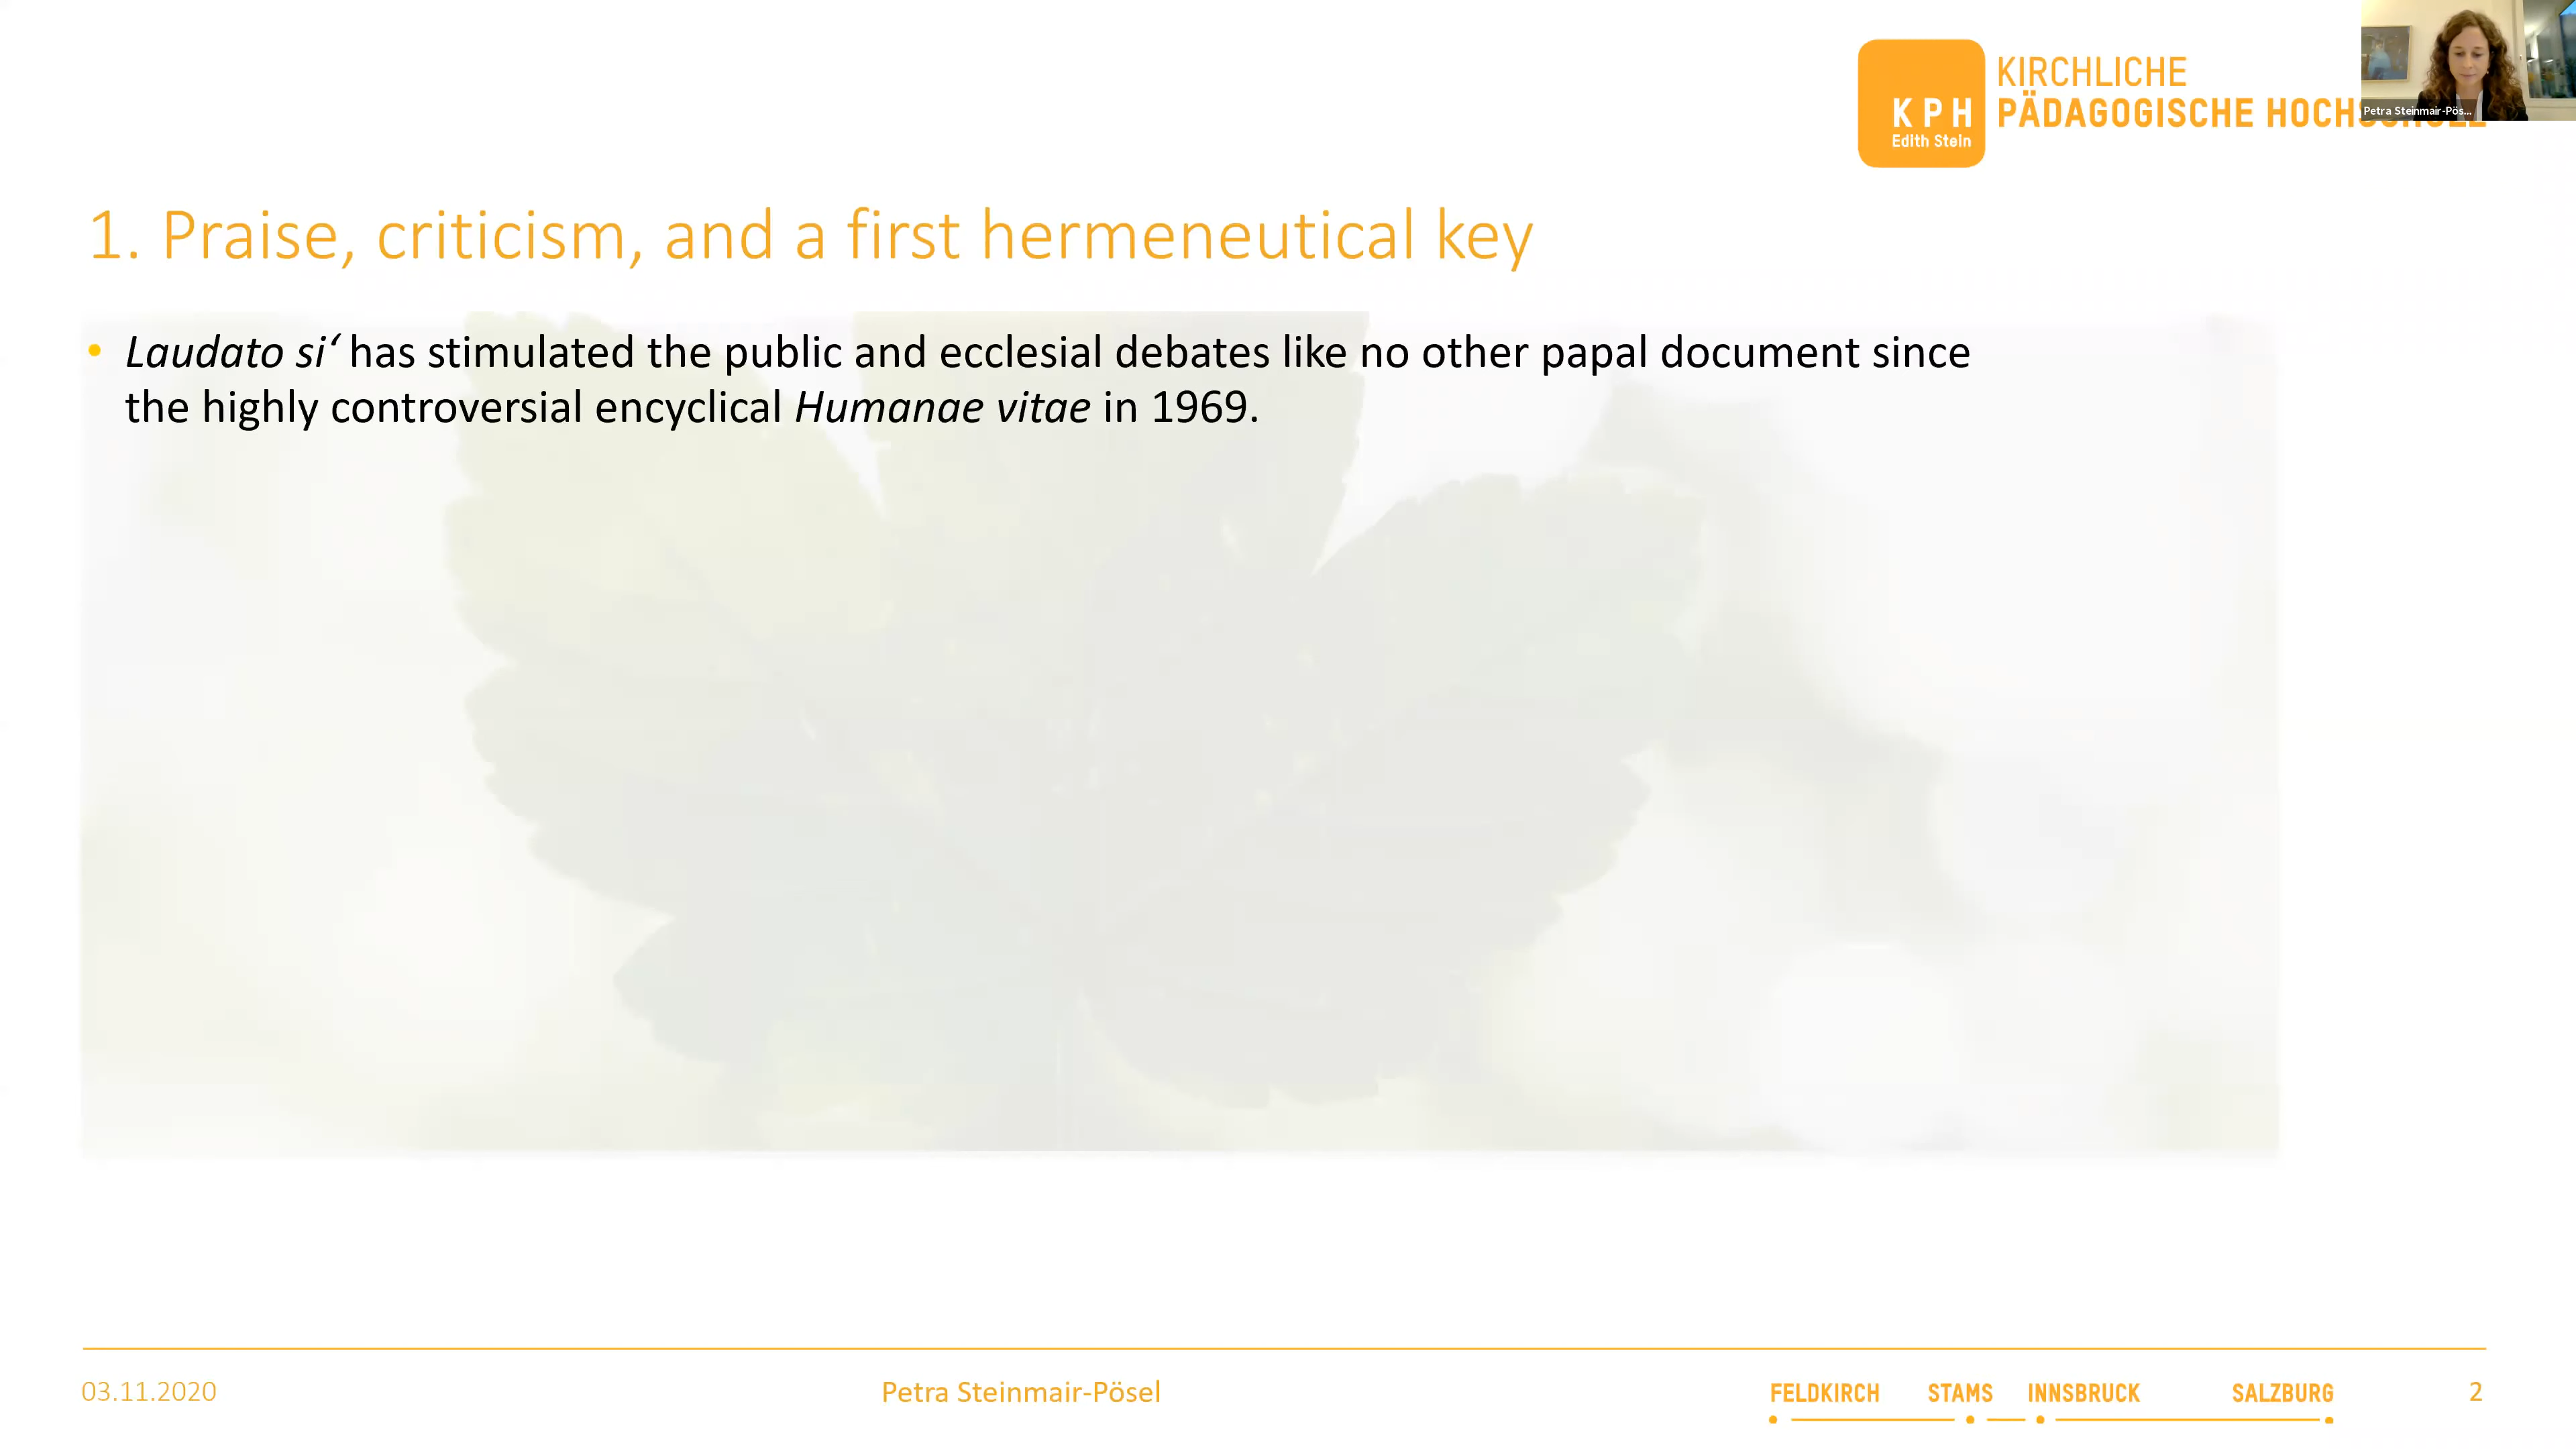 KIRCHLICHE
PÄDAGOGISCHE
KPH
Edith Stein
Petra Steinmair-Pös...
1. Praise, criticism, and a first hermeneutical key
• Laudato si‘ has stimulated the public and ecclesial debates like no other papal document since
the highly controversial encyclical Humanae vitae in 1969.
03.11.2020
Petra Steinmair-Pösel
FELDKIRCH STAMS INNSBRUCK SALZBURG
2